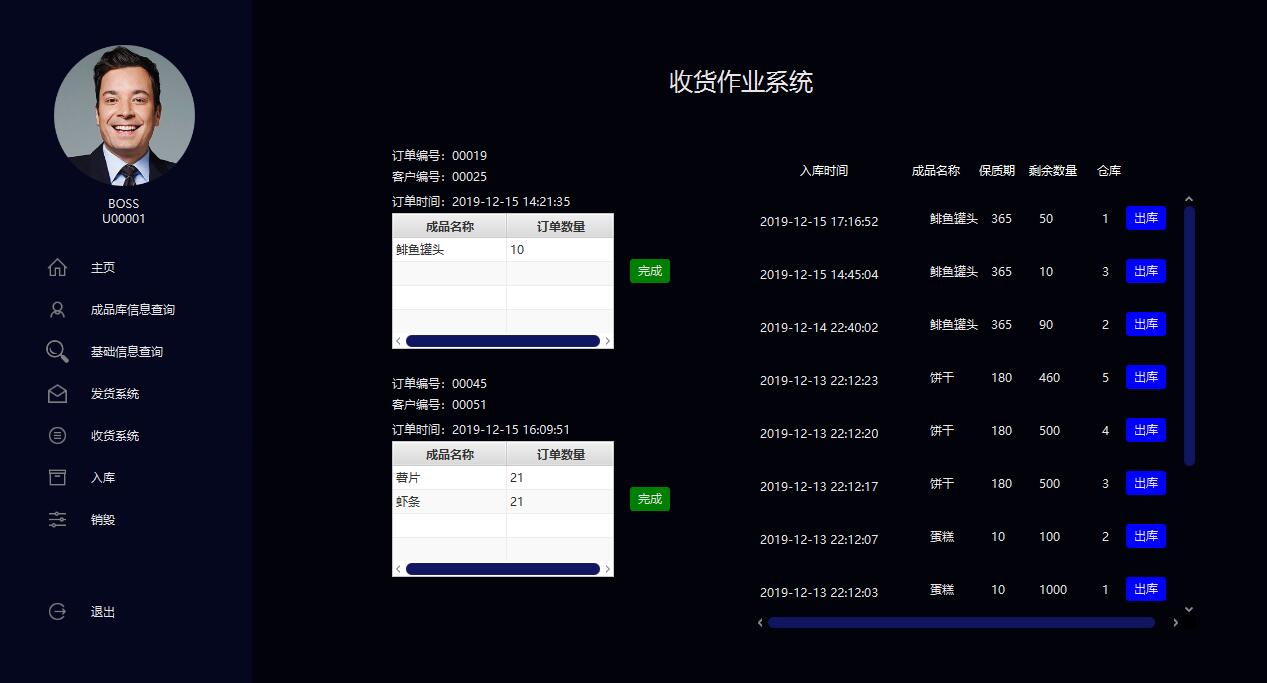 BOSS
U00001
主页
成品库信息查询
基础信息查询
发货系统
收货系统
入库
销毁
退出
收货作业系统
订单编号：00019
客户编号：00025
订单时间：2019-12-15 14:21:35
成品名称 订单数量
鲱鱼罐头 10
完成
订单编号：00045
客户编号：00051
订单时间：2019-12-15 16:09:51
成品名称 订单数量
薯片 21
虾条 21
完成
入库时间 成品名称 保质期 剩余数量 仓库
2019-12-15 17:16:52 鲱鱼罐头 365 50 1 出库
2019-12-15 14:45:04 鲱鱼罐头 365 10 3 出库
2019-12-14 22:40:02 鲱鱼罐头 365 90 2 出库
2019-12-13 22:12:23 饼干 180 460 5 出库
2019-12-13 22:12:20 饼干 180 500 4 出库
2019-12-13 22:12:17 饼干 180 500 3 出库
2019-12-13 22:12:07 蛋糕 10 100 2 出库
2019-12-13 22:12:03 蛋糕 10 1000 1 出库